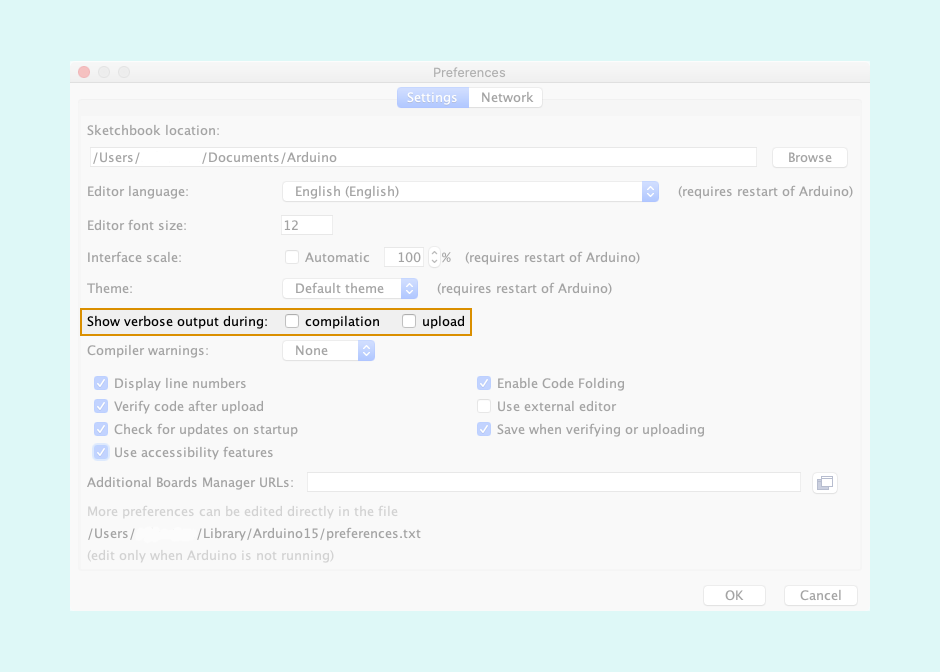 Preferences
Settings Network
Sketchbook location:
/Users/ /Documents/Arduino Browse
Editor language: English (English) (requires restart of Arduino)
Editor font size: 12
Interface scale: Automatic 100 % (requires restart of Arduino)
Theme: Default theme (requires restart of Arduino)
Show verbose output during: compilation upload
Compiler warnings: None
Display line numbers Enable Code Folding
Verify code after upload Use external editor
Check for updates on startup Save when verifying or uploading
Use accessibility features
Additional Boards Manager URLs:
More preferences can be edited directly in the file
/Users/ /Library/Arduino15/preferences.txt
(edit only when Arduino is not running)
OK Cancel